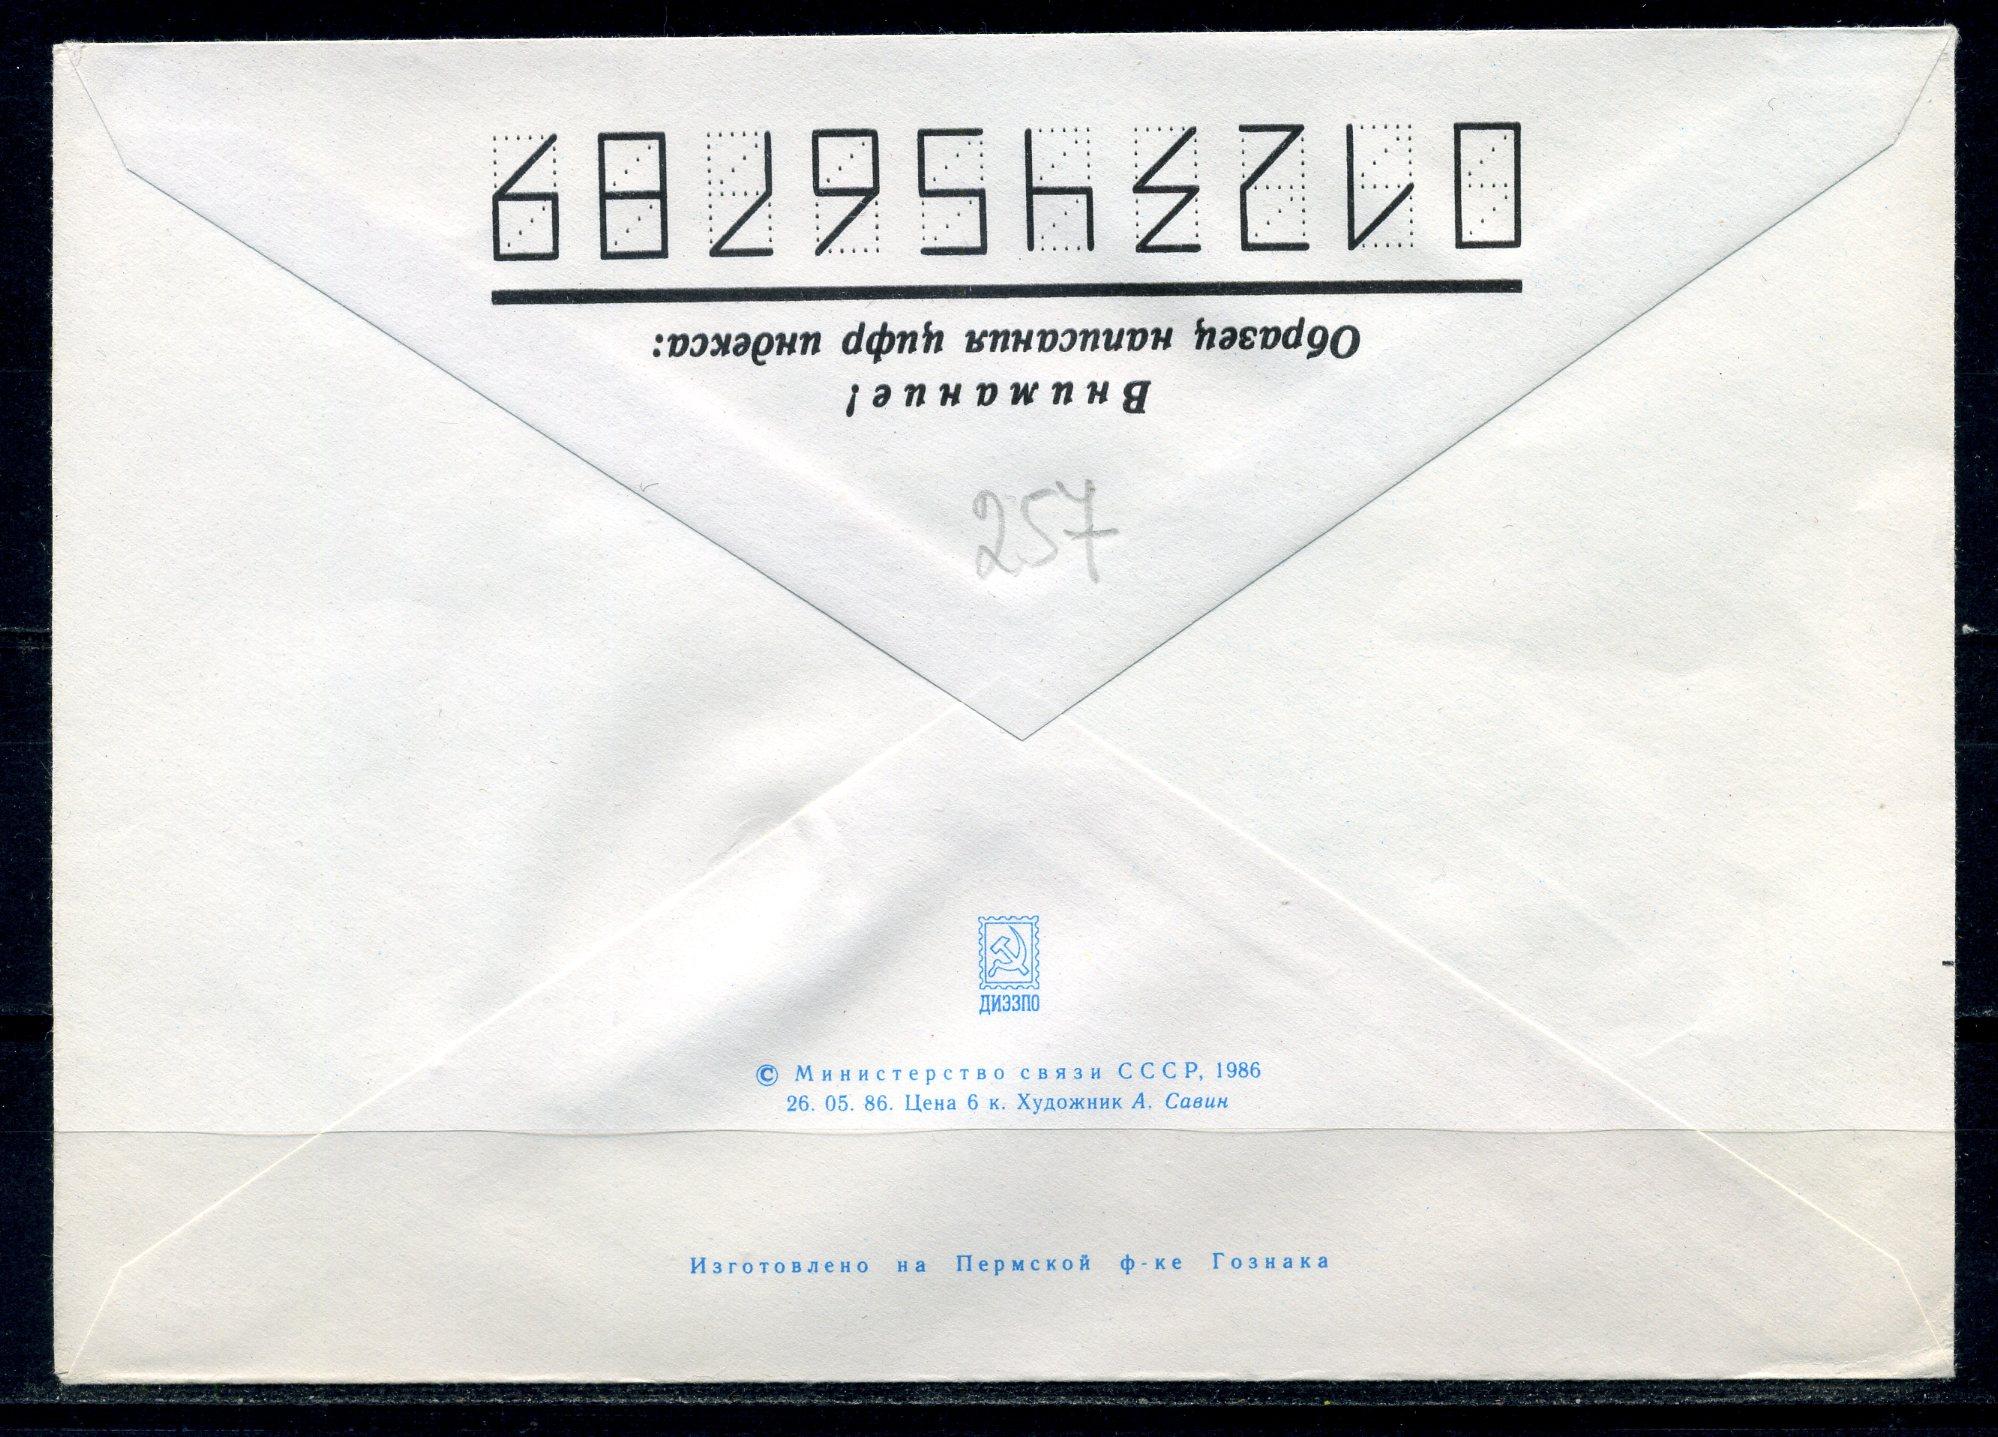 Внимание!
Образец написания цифр индекса:
0123456789
257
ДИЭЗПО
© Министерство связи СССР, 1986
26. 05. 86. Цена 6 к. Художник А. Савин
Изготовлено на Пермской ф-ке Гознака